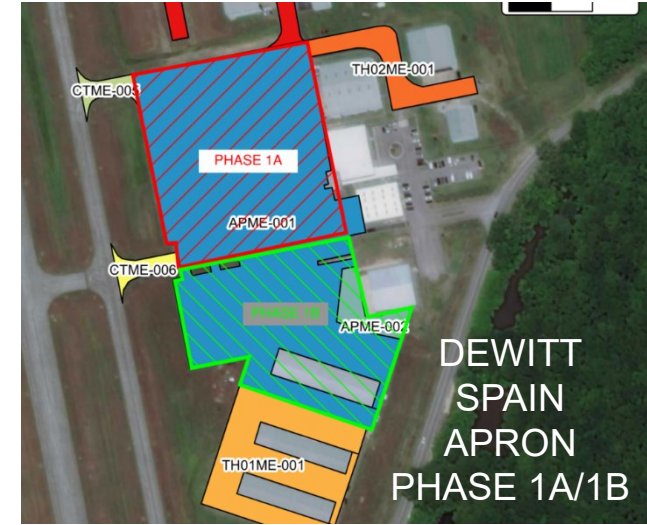 TH02ME-001
CTME-005
PHASE 1A
APME-001
CTME-006
PHASE 1B
APME-002
DEWITT
SPAIN
APRON
PHASE 1A/1B
TH01ME-001